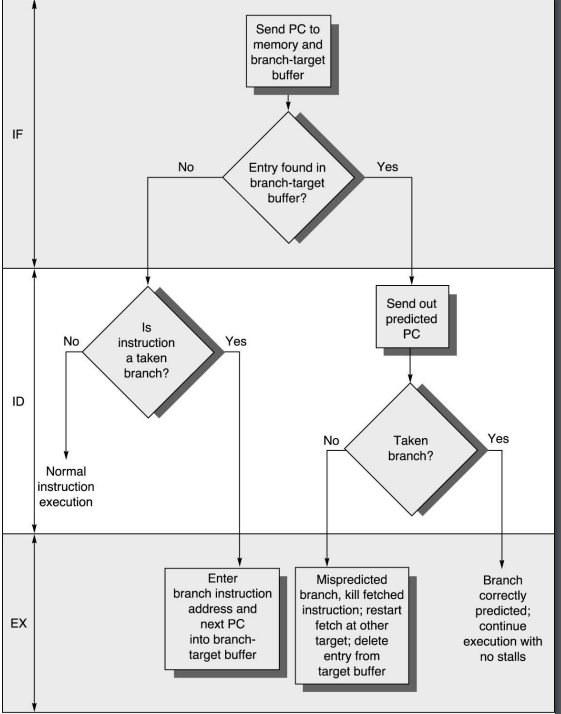 Send PC to
memory and
branch-target
buffer
IF
No
Entry found in
branch-target
buffer?
Yes
No
Is
instruction
a taken
branch?
Yes
Send out
predicted
PC
ID
Normal
instruction
execution
No
Taken
branch?
Yes
EX
Enter
branch instruction
address and
next PC
into branch-
target buffer
Mispredicted
branch, kill fetched
instruction; restart
fetch at other
target; delete
entry from
target buffer
Branch
correctly
predicted;
continue
execution with
no stalls